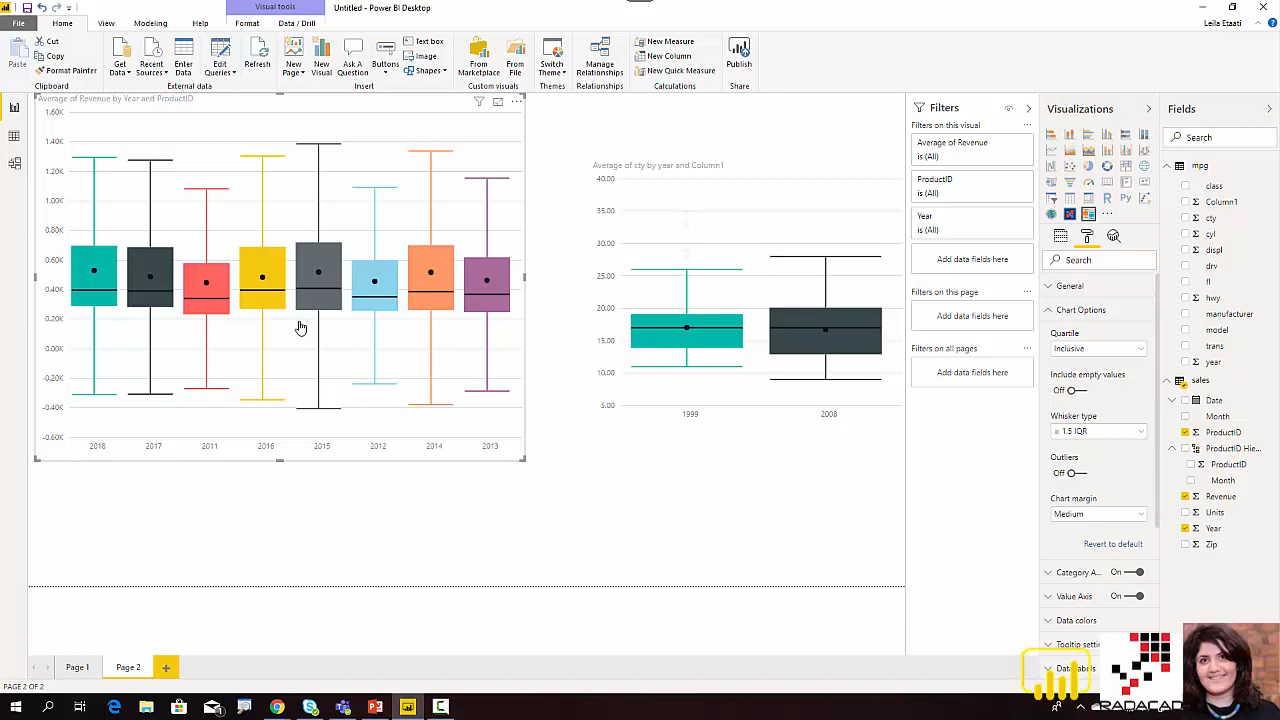 Visual tools
Untitled - Power BI Desktop
Leila Etaati
File
Home
View
Modeling
Help
Format
Data / Drill
Paste
Cut
Copy
Format Painter
Clipboard
Get Data
Recent Sources
Enter Data
Edit Queries
Refresh
External data
New Page
New Visual
Ask A Question
Buttons
Text box
Image
Shapes
Insert
From Marketplace
From File
Custom visuals
Switch Theme
Themes
Manage Relationships
Relationships
New Measure
New Column
New Quick Measure
Calculations
Publish
Share
Average of Revenue by Year and ProductID
1.60K
1.40K
1.20K
1.00K
0.80K
0.60K
0.40K
0.20K
0.00K
-0.20K
-0.40K
-0.60K
2018 2017 2011 2016 2015 2012 2014 2013
Average of cty by year and Column1
40.00
35.00
30.00
25.00
20.00
15.00
10.00
5.00
1999 2008
Filters
Filters on this visual
Average of Revenue
is (All)
ProductID
is (All)
Year
is (All)
Add data fields here
Filters on this page
Add data fields here
Filters on all pages
Add data fields here
Visualizations
R Py
Search
General
Chart Options
Quartile
Inclusive
Include empty values
Off
Whisker type
1.5 IQR
Outliers
Off
Chart margin
Medium
Revert to default
Category A... On
Value Axis On
Data colors
Tooltip setti
Data labels
Fields
Search
mpg
class
Column1
cty
cyl
displ
drv
fl
hwy
manufacturer
model
trans
year
sales
Date
Month
ProductID
ProductID Hie...
ProductID
Month
Revenue
Units
Year
Zip
Page 1
Page 2
PAGE 2 OF 2
RADACAD